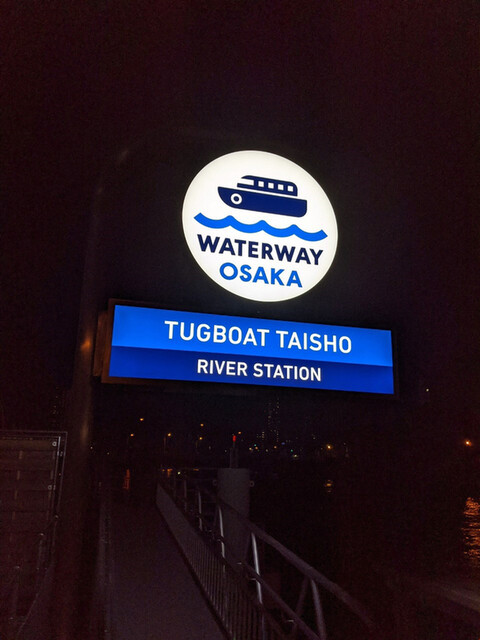 WATERWAY
OSAKA
TUGBOAT TAISHO
RIVER STATION